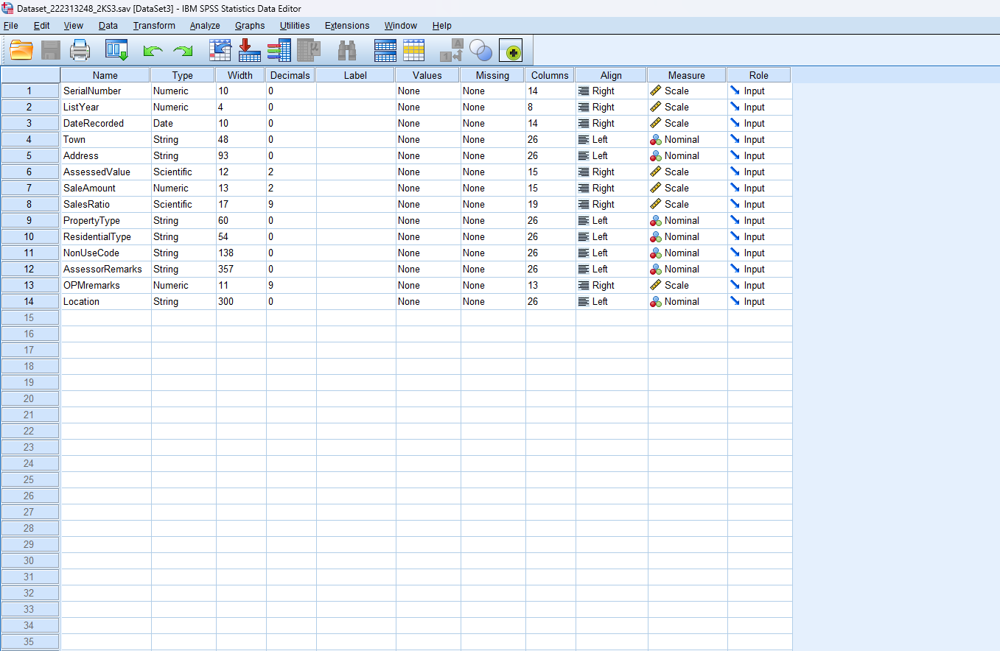 Dataset_222313248_2KS3.sav [DataSet3] - IBM SPSS Statistics Data Editor
File Edit View Data Transform Analyze Graphs Utilities Extensions Window Help
Name Type Width Decimals Label Values Missing Columns Align Measure Role
1 SerialNumber Numeric 10 0 None None 14 Right Scale Input
2 ListYear Numeric 4 0 None None 8 Right Scale Input
3 DateRecorded Date 10 0 None None 14 Right Scale Input
4 Town String 48 0 None None 26 Left Nominal Input
5 Address String 93 0 None None 26 Left Nominal Input
6 AssessedValue Scientific 12 2 None None 15 Right Scale Input
7 SaleAmount Numeric 13 2 None None 15 Right Scale Input
8 SalesRatio Scientific 17 9 None None 19 Right Scale Input
9 PropertyType String 60 0 None None 26 Left Nominal Input
10 ResidentialType String 54 0 None None 26 Left Nominal Input
11 NonUseCode String 138 0 None None 26 Left Nominal Input
12 AssessorRemarks String 357 0 None None 26 Left Nominal Input
13 OPMremarks Numeric 11 9 None None 13 Right Scale Input
14 Location String 300 0 None None 26 Left Nominal Input
15
16
17
18
19
20
21
22
23
24
25
26
27
28
29
30
31
32
33
34
35